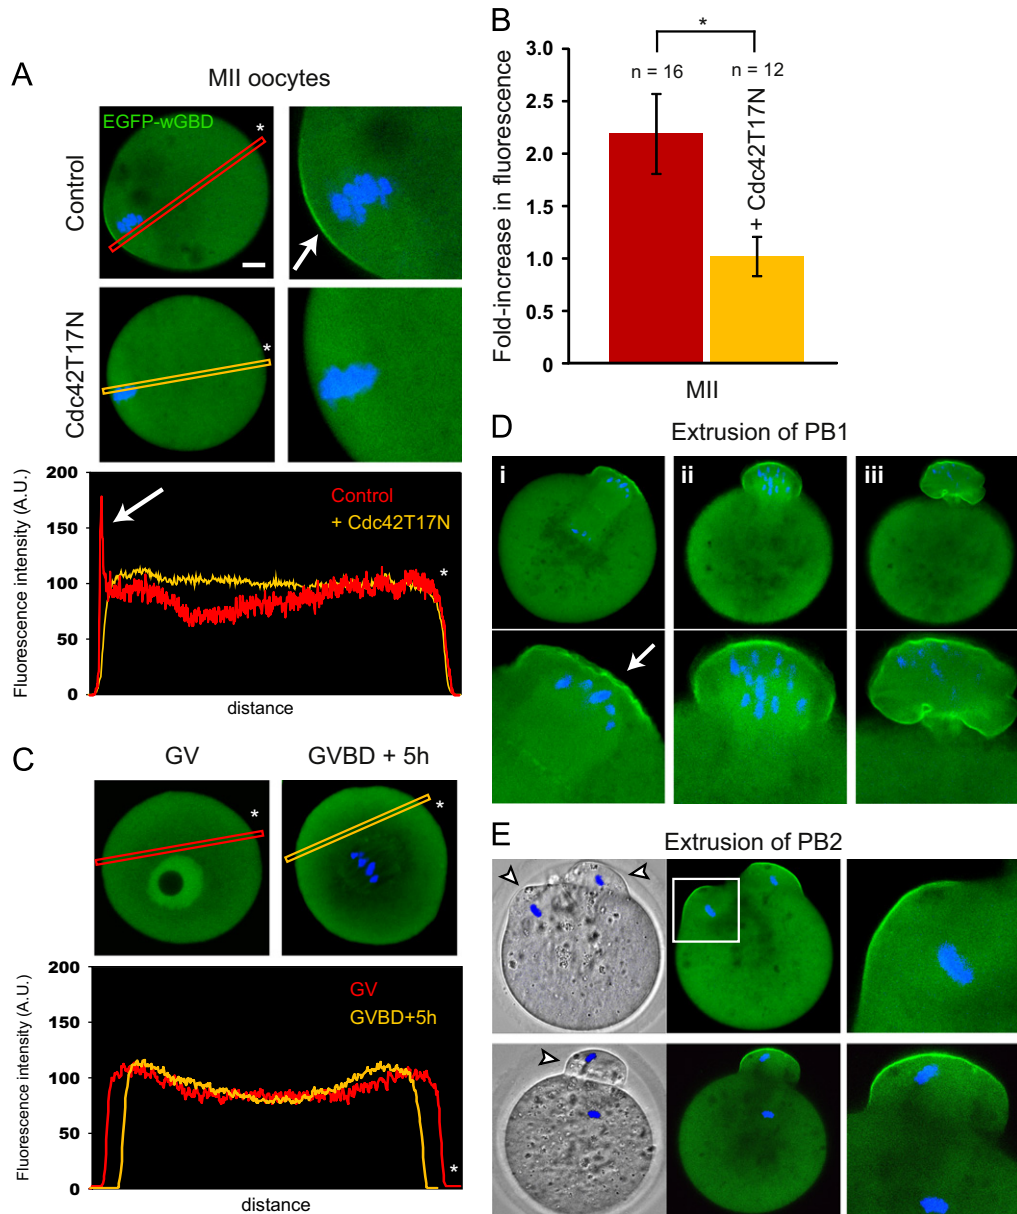 A
MII oocytes
EGFP-wGBD
*
Control
Cdc42T17N
*
Fluorescence intensity (A.U.)
200
150
100
50
0
Control
+ Cdc42T17N
*
distance
B
Fold-increase in fluorescence
3.0
2.5
2.0
1.5
1.0
0.5
0
*
n = 16
n = 12
+ Cdc42T17N
MII
C
GV
GVBD + 5h
*
*
Fluorescence intensity (A.U.)
200
150
100
50
0
GV
GVBD+5h
*
distance
D
Extrusion of PB1
i
ii
iii
E
Extrusion of PB2